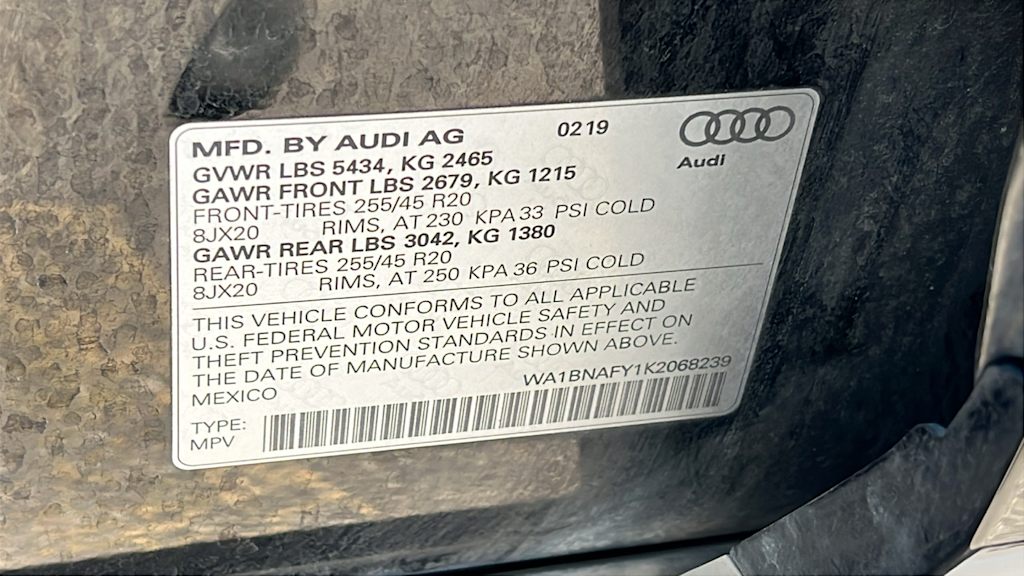 MFD. BY AUDI AG 0219
Audi
GVWR LBS 5434, KG 2465
GAWR FRONT LBS 2679, KG 1215
FRONT-TIRES 255/45 R20
8JX20 RIMS, AT 230 KPA 33 PSI COLD
GAWR REAR LBS 3042, KG 1380
REAR-TIRES 255/45 R20
8JX20 RIMS, AT 250 KPA 36 PSI COLD
THIS VEHICLE CONFORMS TO ALL APPLICABLE
U.S. FEDERAL MOTOR VEHICLE SAFETY AND
THEFT PREVENTION STANDARDS IN EFFECT ON
THE DATE OF MANUFACTURE SHOWN ABOVE.
MEXICO WA1BNAFY1K2068239
TYPE:
MPV